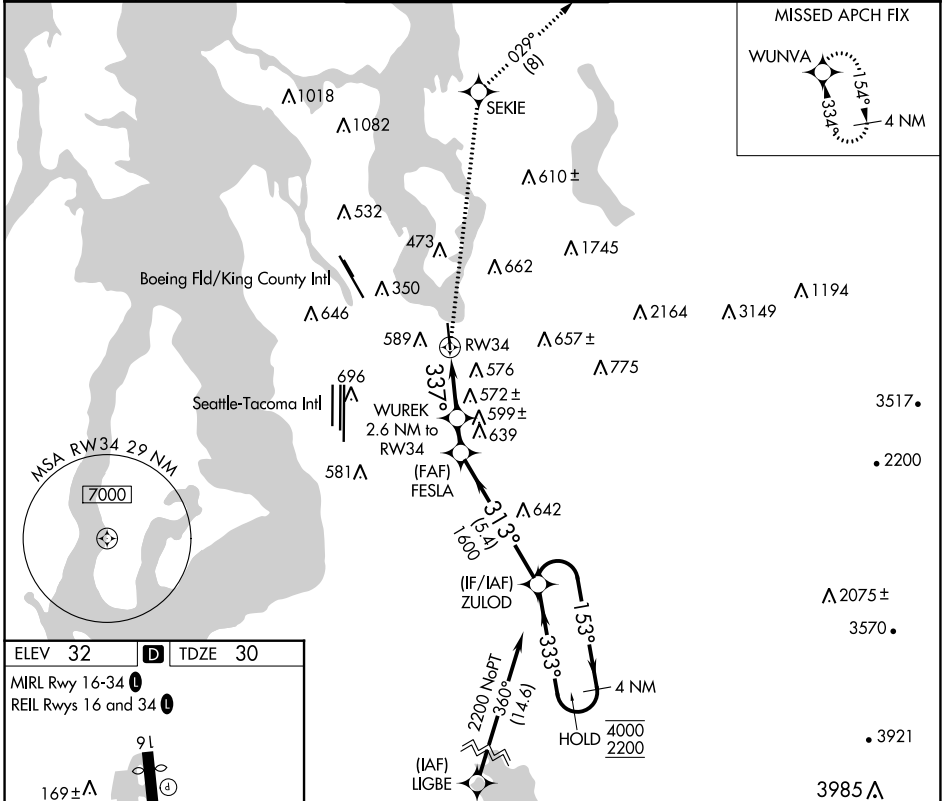 MISSED APCH FIX
WUNVA
154°
334°
4 NM
029°
(8)
SEKIE
1018
1082
610±
532
473
1745
662
Boeing Fld/King County Intl
350
1194
646
2164
3149
589
RW34
657±
576
775
337°
696
572±
Seattle-Tacoma Intl
WUREK
2.6 NM to
RW34
599±
639
3517
MSA RW34 29 NM
7000
581
(FAF)
FESLA
2200
313°
(5.4)
1600
642
(IF/IAF)
ZULOD
2075±
153°
333°
3570
ELEV 32
D
TDZE 30
MIRL Rwy 16-34 L
REIL Rwys 16 and 34 L
2200 NoPT
360°
(14.6)
4 NM
HOLD
4000
2200
3921
16
P
(IAF)
LIGBE
169±
3985